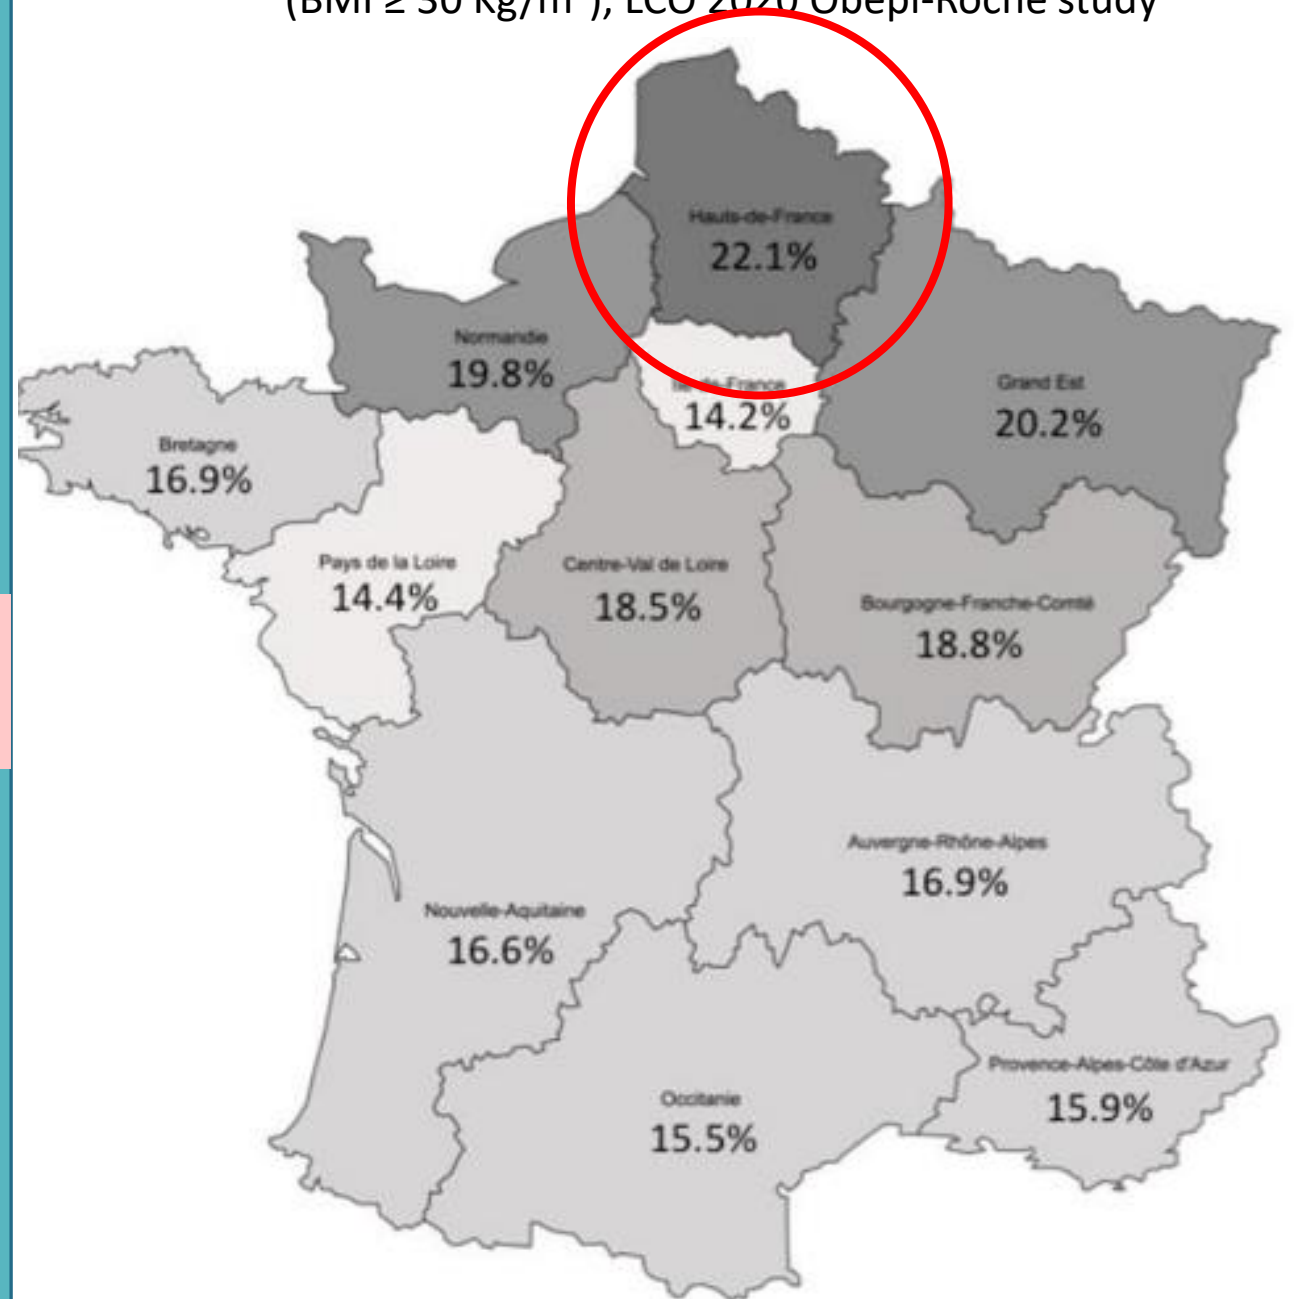 (BMI ≥ 30 Kg/m²), LCO 2020 Obépi-Roche study
Hauts-de-France
22.1%
Normandie
19.8%
Île-de-France
14.2%
Grand Est
20.2%
Bretagne
16.9%
Pays de la Loire
14.4%
Centre-Val de Loire
18.5%
Bourgogne-Franche-Comté
18.8%
Auvergne-Rhône-Alpes
16.9%
Nouvelle-Aquitaine
16.6%
Provence-Alpes-Côte d'Azur
15.9%
Occitanie
15.5%